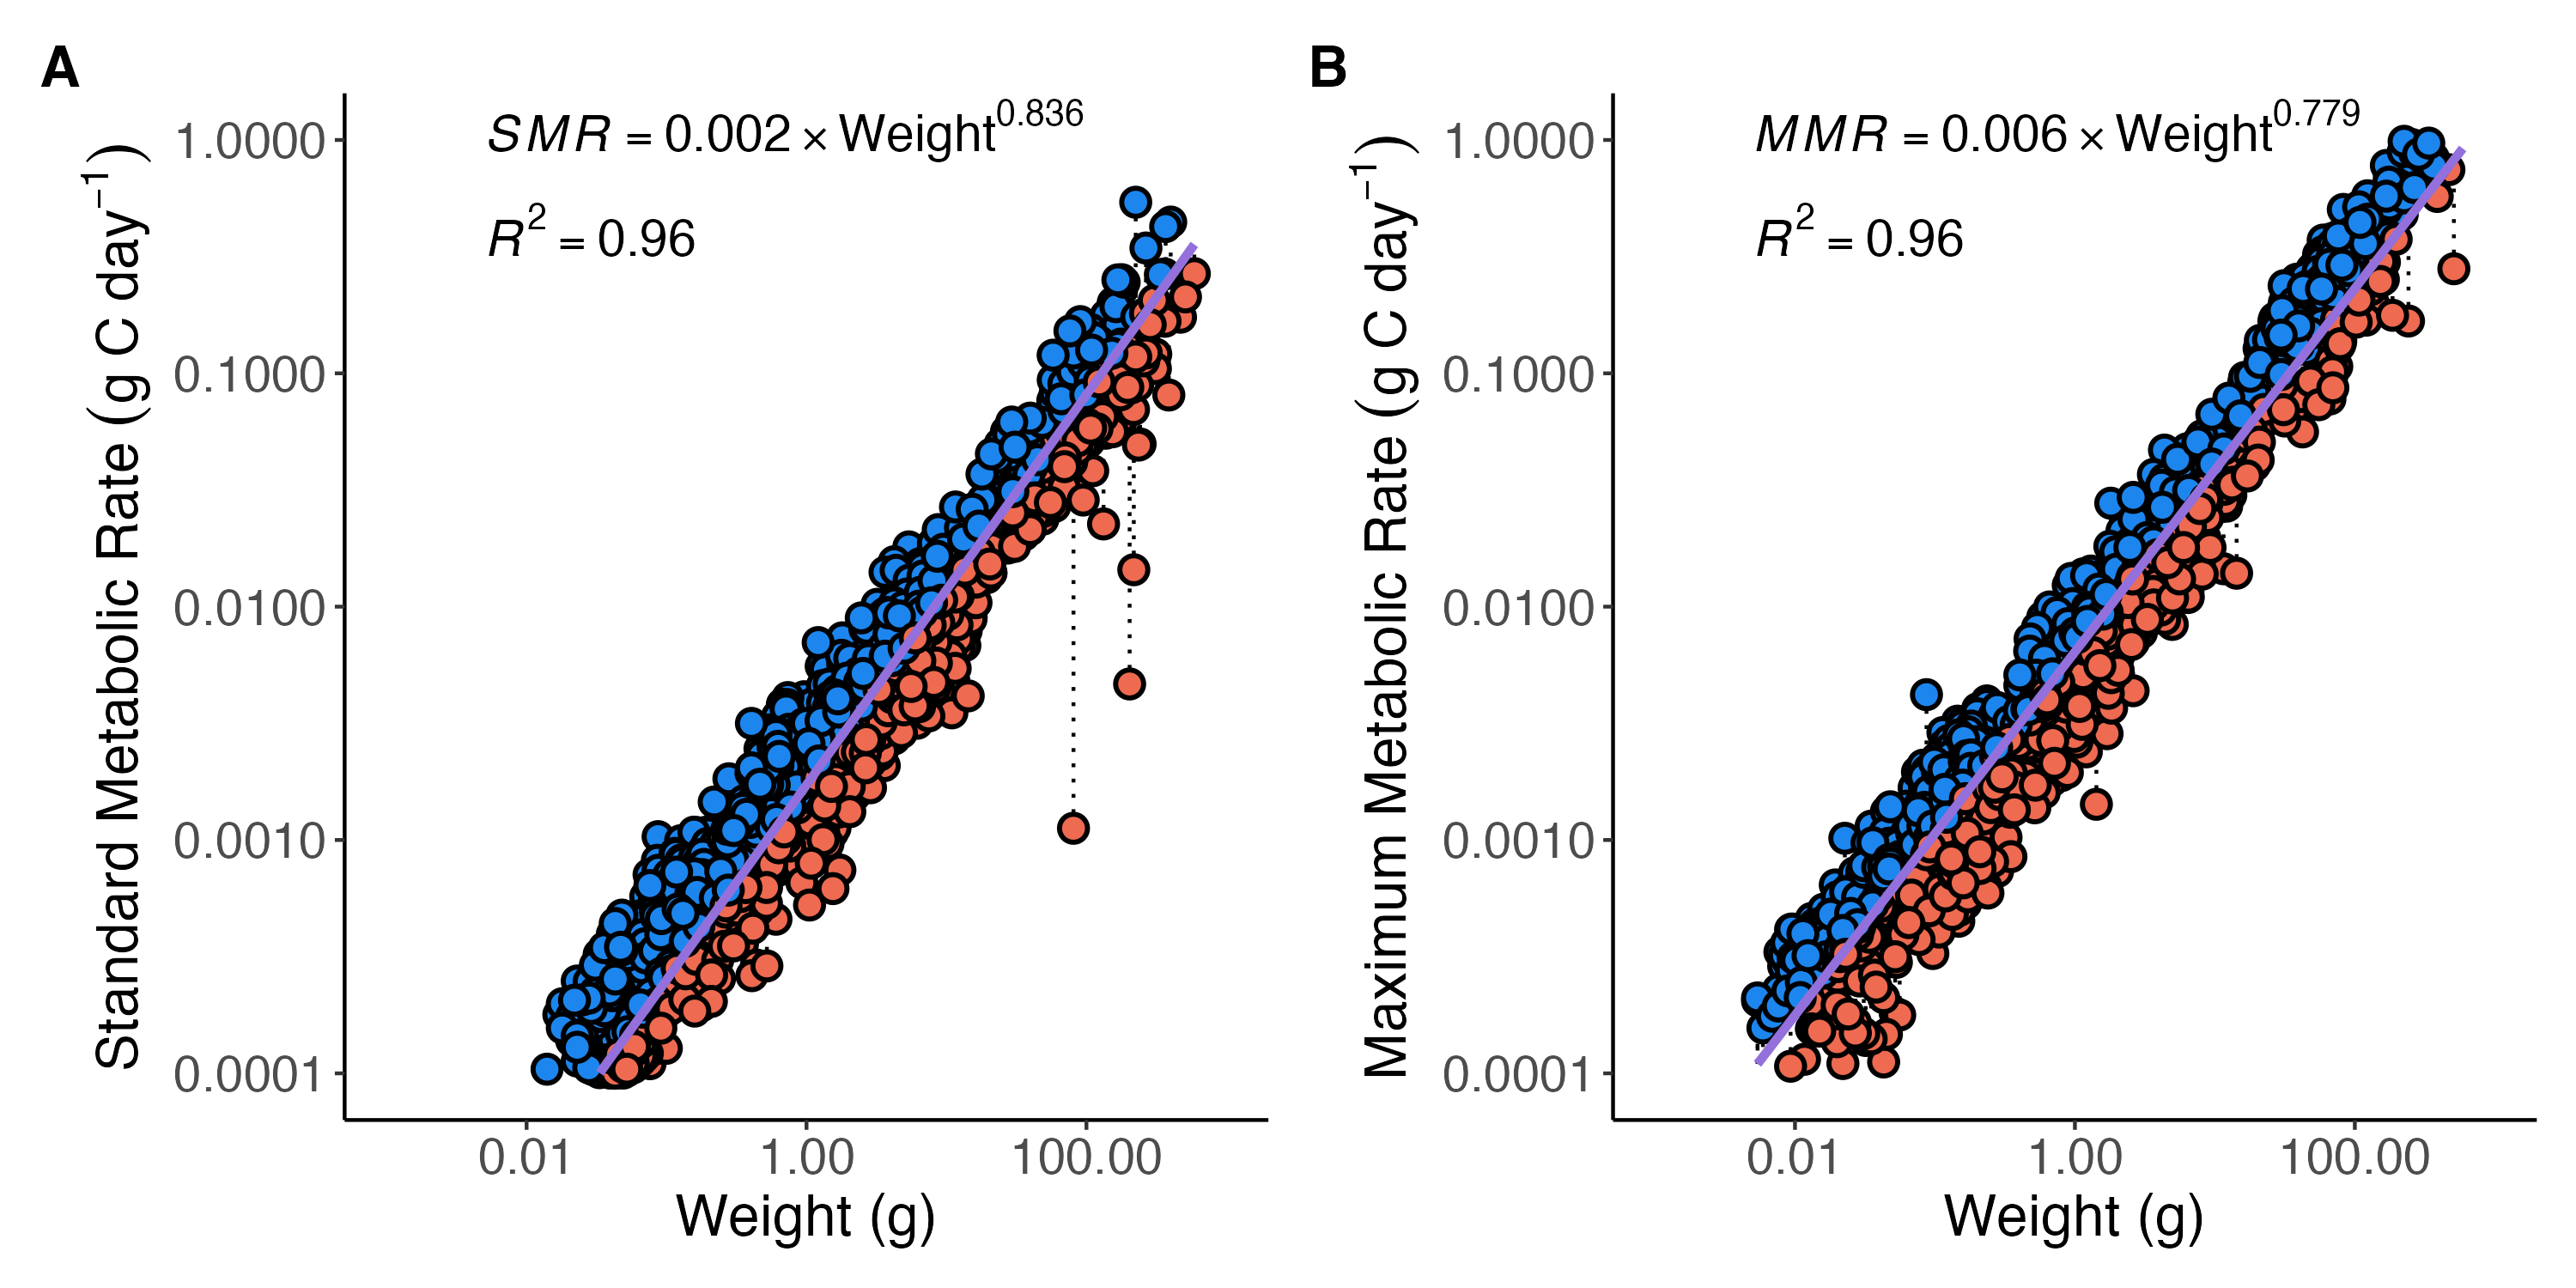 A
SMR = 0.002 × Weight^0.836
R² = 0.96
Standard Metabolic Rate (g C day⁻¹)
1.0000
0.1000
0.0100
0.0010
0.0001
0.01
1.00
100.00
Weight (g)
B
MMR = 0.006 × Weight^0.779
R² = 0.96
Maximum Metabolic Rate (g C day⁻¹)
1.0000
0.1000
0.0100
0.0010
0.0001
0.01
1.00
100.00
Weight (g)